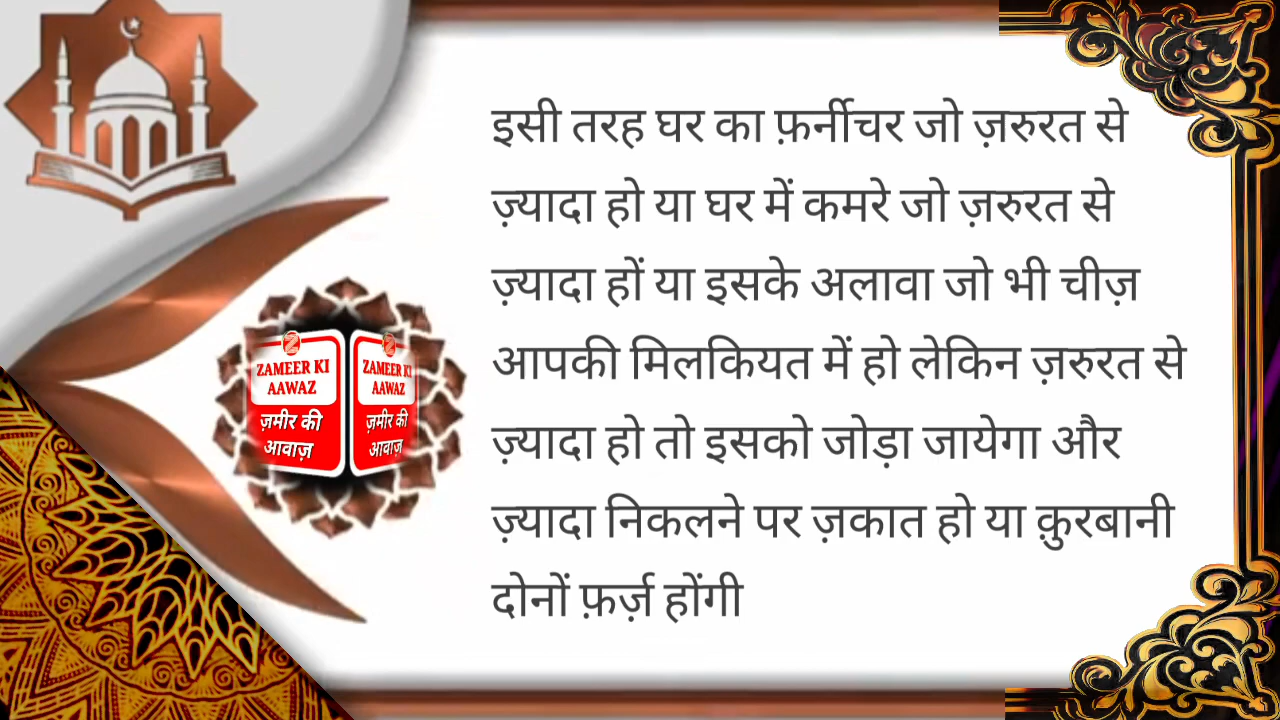 इसी तरह घर का फ़र्नीचर जो ज़रुरत से
ज़्यादा हो या घर में कमरे जो ज़रुरत से
ज़्यादा हों या इसके अलावा जो भी चीज़
आपकी मिलकियत में हो लेकिन ज़रुरत से
ज़्यादा हो तो इसको जोड़ा जायेगा और
ज़्यादा निकलने पर ज़कात हो या क़ुरबानी
दोनों फ़र्ज़ होंगी
ZAMEER KI
AAWAZ
ज़मीर की
आवाज़
ZAMEER KI
AAWAZ
ज़मीर की
आवाज़